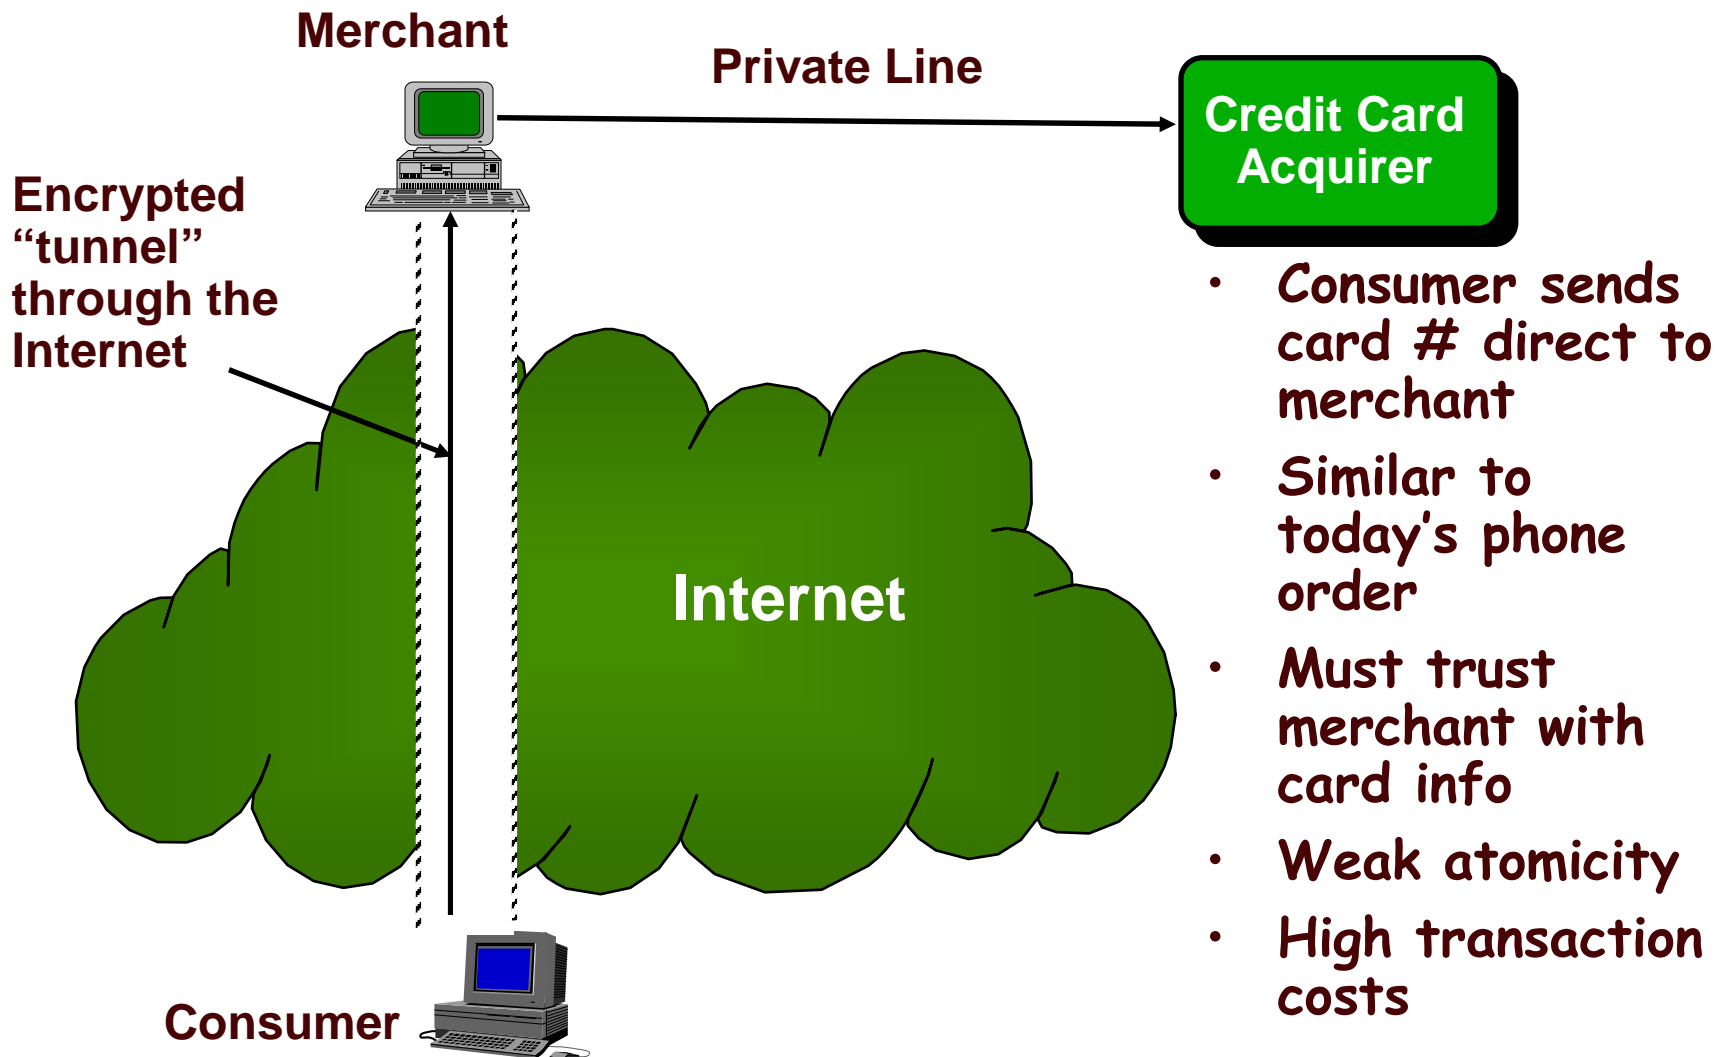 Merchant
Private Line
Credit Card
Acquirer
Encrypted
“tunnel”
through the
Internet
Internet
Consumer
• Consumer sends
card # direct to
merchant
• Similar to
today’s phone
order
• Must trust
merchant with
card info
• Weak atomicity
• High transaction
costs